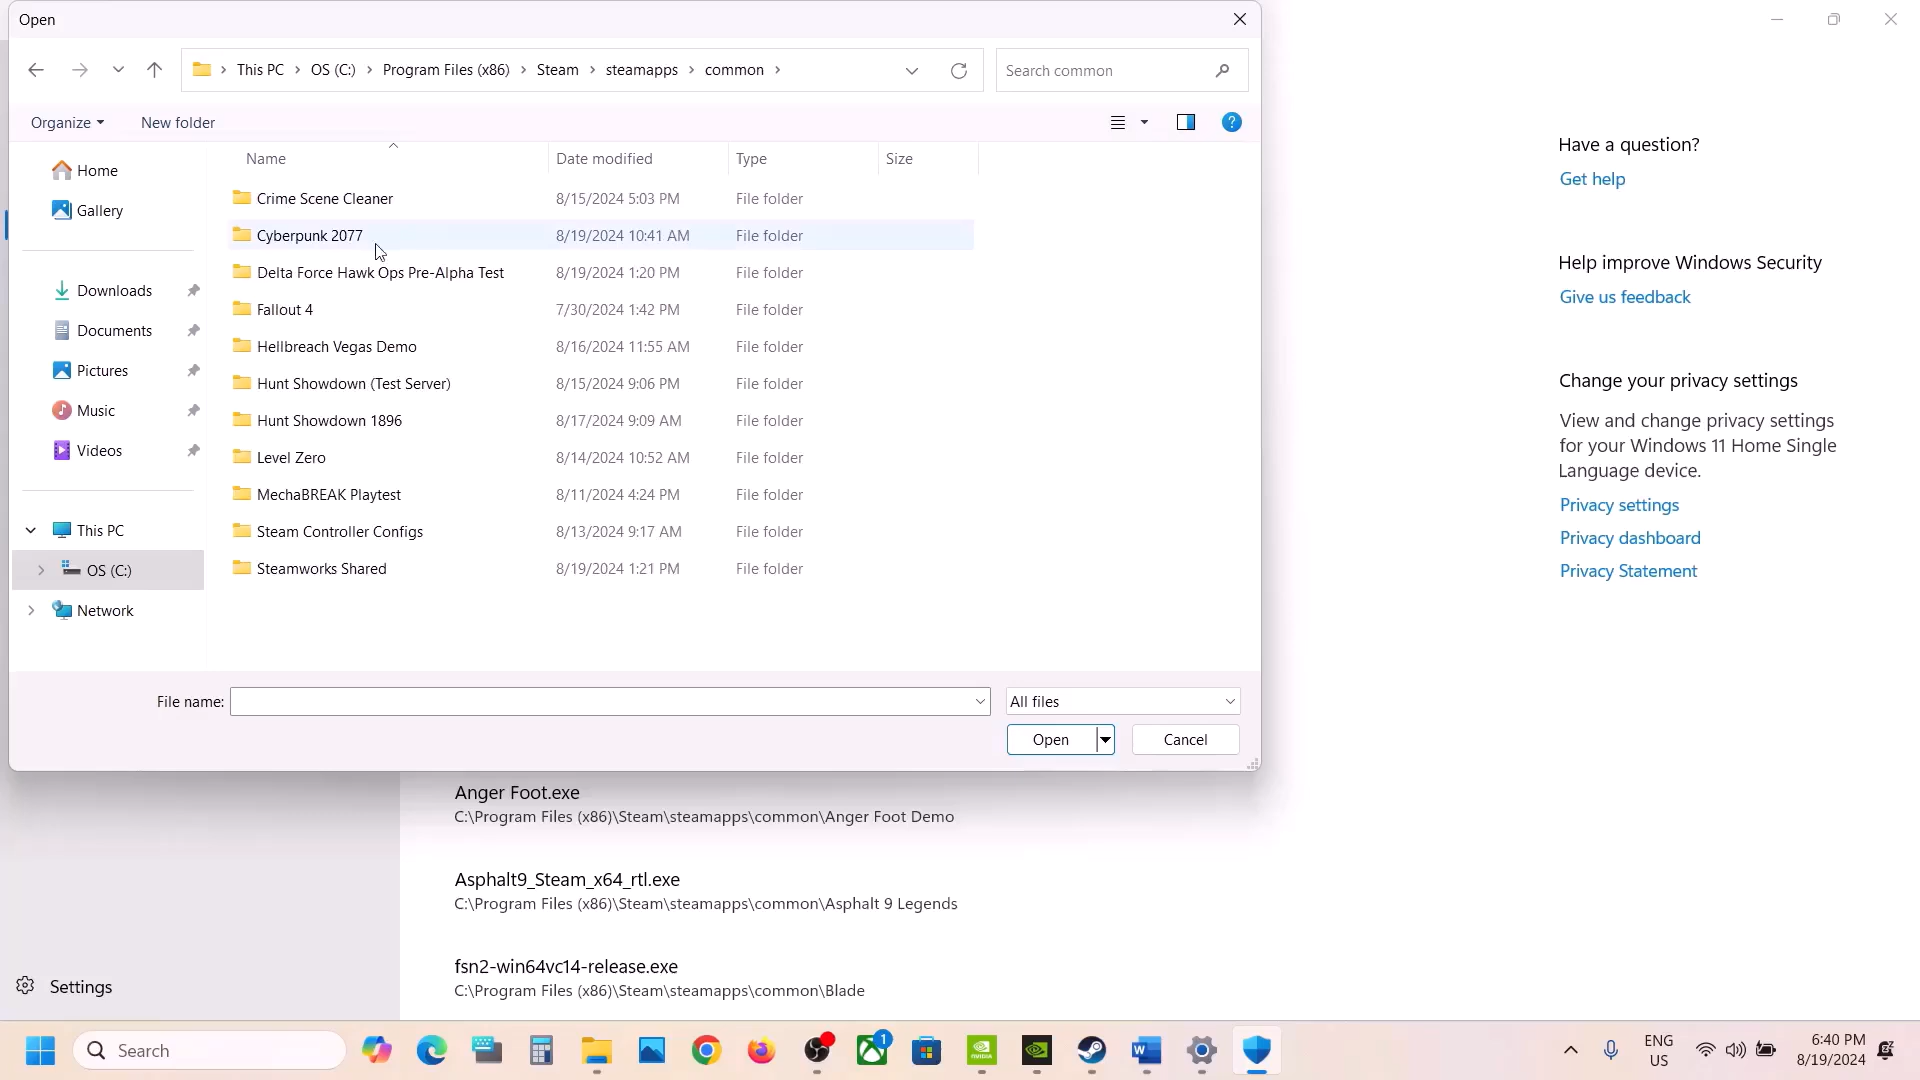 Open
This PC > OS (C:) > Program Files (x86) > Steam > steamapps > common >
Search common
Organize
New folder
?
Name
Date modified
Type
Size
Home
Gallery
Downloads
Documents
Pictures
Music
Videos
This PC
OS (C:)
Network
Crime Scene Cleaner 8/15/2024 5:03 PM File folder
Cyberpunk 2077 8/19/2024 10:41 AM File folder
Delta Force Hawk Ops Pre-Alpha Test 8/19/2024 1:20 PM File folder
Fallout 4 7/30/2024 1:42 PM File folder
Hellbreach Vegas Demo 8/16/2024 11:55 AM File folder
Hunt Showdown (Test Server) 8/15/2024 9:06 PM File folder
Hunt Showdown 1896 8/17/2024 9:09 AM File folder
Level Zero 8/14/2024 10:52 AM File folder
MechaBREAK Playtest 8/11/2024 4:24 PM File folder
Steam Controller Configs 8/13/2024 9:17 AM File folder
Steamworks Shared 8/19/2024 1:21 PM File folder
File name:
All files
Open
Cancel
Have a question?
Get help
Help improve Windows Security
Give us feedback
Change your privacy settings
View and change privacy settings
for your Windows 11 Home Single
Language device.
Privacy settings
Privacy dashboard
Privacy Statement
Anger Foot.exe
C:\Program Files (x86)\Steam\steamapps\common\Anger Foot Demo
Asphalt9_Steam_x64_rtl.exe
C:\Program Files (x86)\Steam\steamapps\common\Asphalt 9 Legends
fsn2-win64vc14-release.exe
C:\Program Files (x86)\Steam\steamapps\common\Blade
Settings
Search
1
ENG
US
6:40 PM
8/19/2024